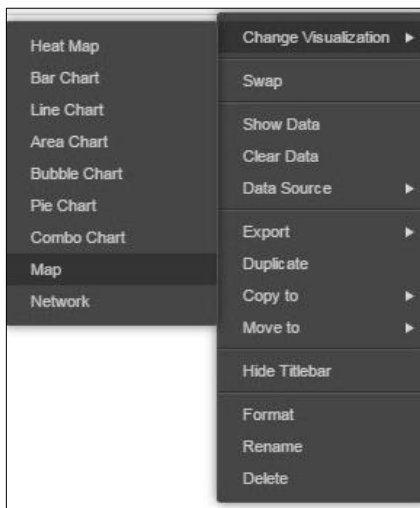 Heat Map
Bar Chart
Line Chart
Area Chart
Bubble Chart
Pie Chart
Combo Chart
Map
Network
Change Visualization
Swap
Show Data
Clear Data
Data Source
Export
Duplicate
Copy to
Move to
Hide Titlebar
Format
Rename
Delete